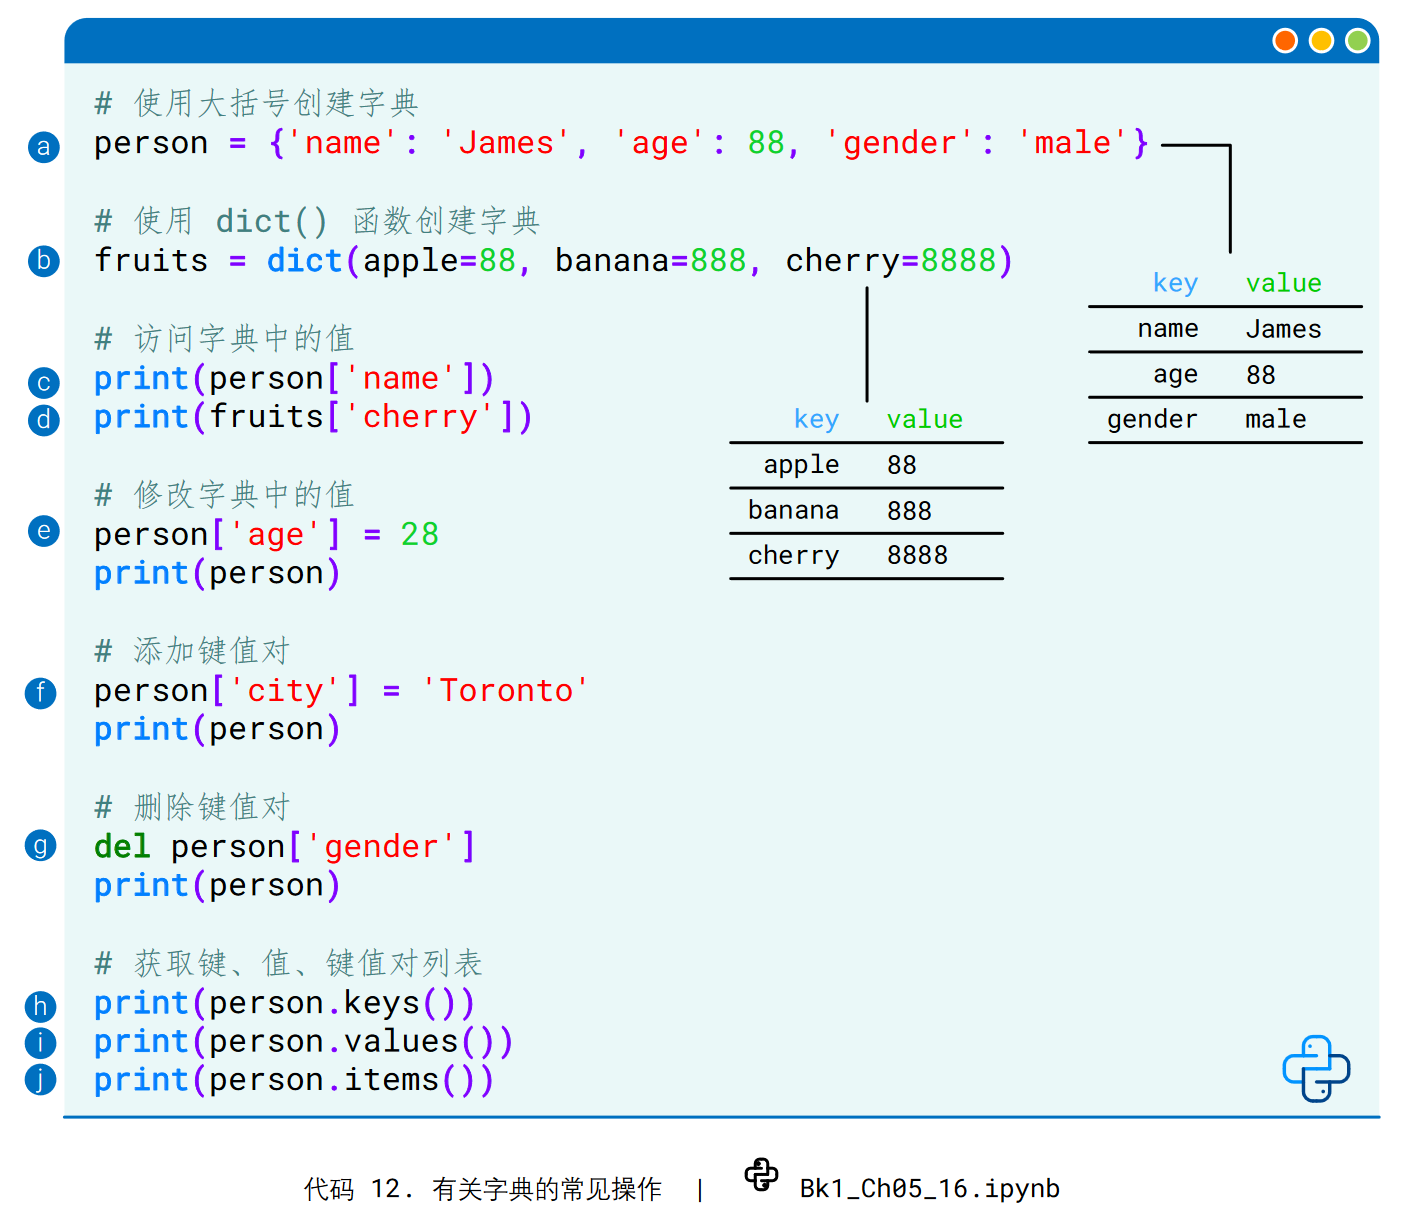 # 使用大括号创建字典
a person = {'name': 'James', 'age': 88, 'gender': 'male'}
# 使用 dict() 函数创建字典
b fruits = dict(apple=88, banana=888, cherry=8888)
key value
name James
age 88
gender male
# 访问字典中的值
c print(person['name'])
d print(fruits['cherry'])
key value
apple 88
banana 888
cherry 8888
# 修改字典中的值
e person['age'] = 28
print(person)
# 添加键值对
f person['city'] = 'Toronto'
print(person)
# 删除键值对
g del person['gender']
print(person)
# 获取键、值、键值对列表
h print(person.keys())
i print(person.values())
j print(person.items())
代码 12. 有关字典的常见操作 | Bk1_Ch05_16.ipynb